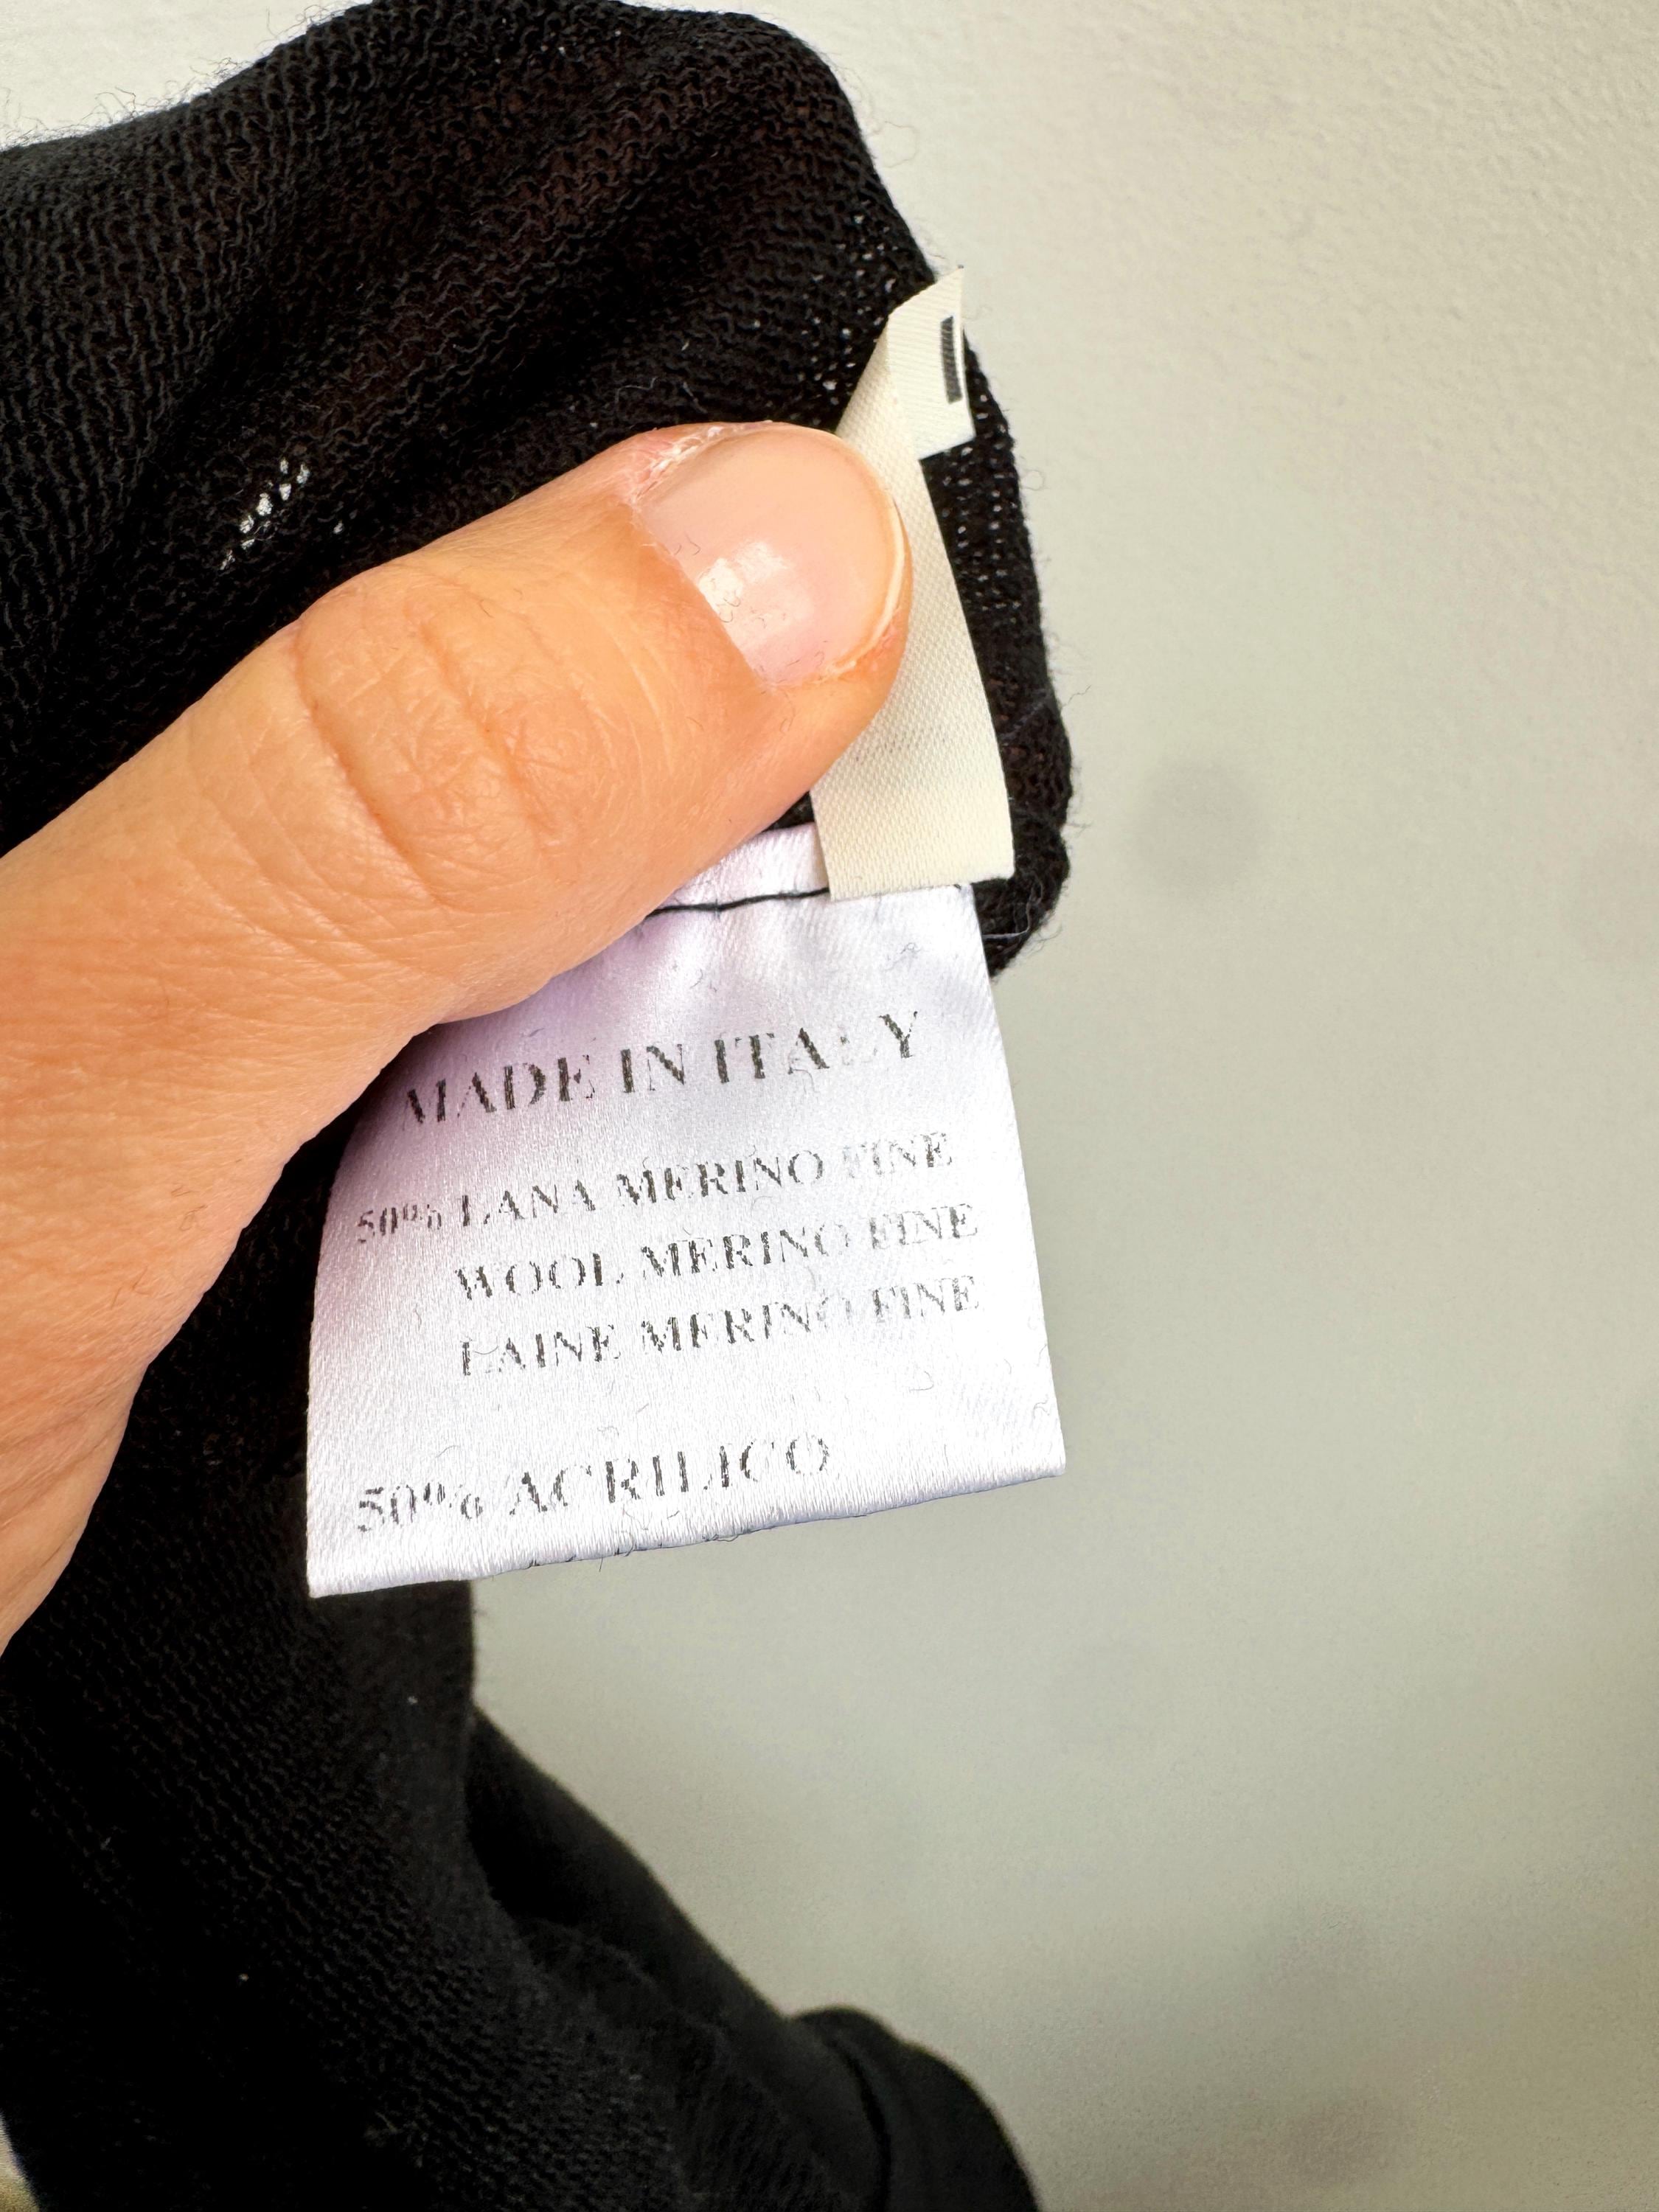 MADE IN ITALY
50% LANA MERINO FINE
WOOL MERINO FINE
LAINE MERINO FINE
50% ACRILICO